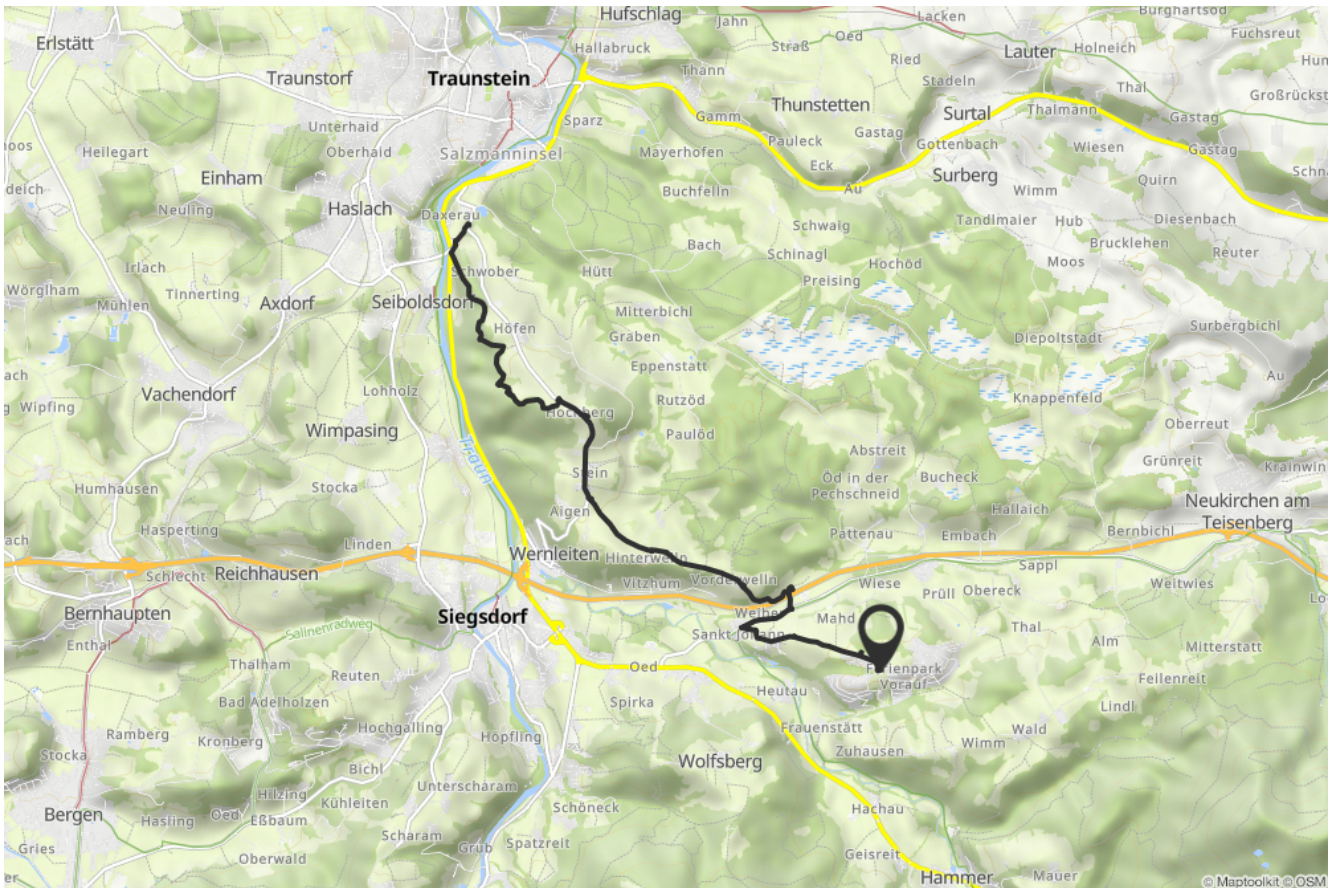 Hufschlag
Jahn
Oed
Lacken
Burghartsod
Erlstätt
Hallabruck
Straß
Ried
Lauter
Holneich
Fuchsreut
Traunstorf
Traunstein
Thann
Stadeln
Thal
Großrückst
Thunstetten
Surtal
Thalmann
Unterhaid
Sparz
Gamm
Pauleck
Gastag
Gottenbach
Gastag
Heilegart
Oberhaid
Salzmanninsel
Mayerhofen
Eck
Wiesen
Gastag
Einham
Buchfelln
Au
Surberg
Wimm
Quirn
Neuling
Haslach
Daxerau
Schwaig
Tandlmaier
Hub
Diesenbach
Bach
Schinagl
Brucklehen
Reuter
Irlach
Schwober
Hütt
Hochöd
Moos
Wörglham
Tinnerting
Preising
Mühlen
Axdorf
Seiboldsdorf
Mitterbichl
Höfen
Graben
Surbergbichl
Diepoltstadt
Eppenstatt
Au
Vachendorf
Lohholz
Rutzöd
Knappenfeld
Wipfing
Hochberg
Wimpasing
Paulöd
Oberreut
Traun
Abstreit
Grünreit
Stein
Öd in der
Pechschneid
Bucheck
Krainwin
Humhausen
Stocka
Aigen
Hallaich
Neukirchen am
Teisenberg
Hasperting
Pattenau
Bernbichl
Linden
Wernleiten
Hinterwelln
Embach
Schlecht
Reichhausen
Vitzhum
Vorderwelln
Wiese
Sappl
Weitwies
Bernhaupten
Prüll
Obereck
Siegsdorf
Weiher
Mahd
Salinenradweg
Sankt Johann
Thal
Alm
Enthal
Mitterstatt
Thalham
Oed
Ferienpark
Vorauf
Reuten
Heutau
Feilenreit
Bad Adelholzen
Spirka
Lindl
Ramberg
Hochgalling
Frauenstätt
Wald
Kronberg
Höpfling
Wimm
Stocka
Zuhausen
Bichl
Wolfsberg
Unterscharam
Hilzing
Kühleiten
Bergen
Oed
Eßbaum
Schöneck
Hachau
Hasling
Scharam
Spatzreit
Gries
Grub
Geisreit
Oberwald
Hammer
Mauer
© Maptoolkit © OSM